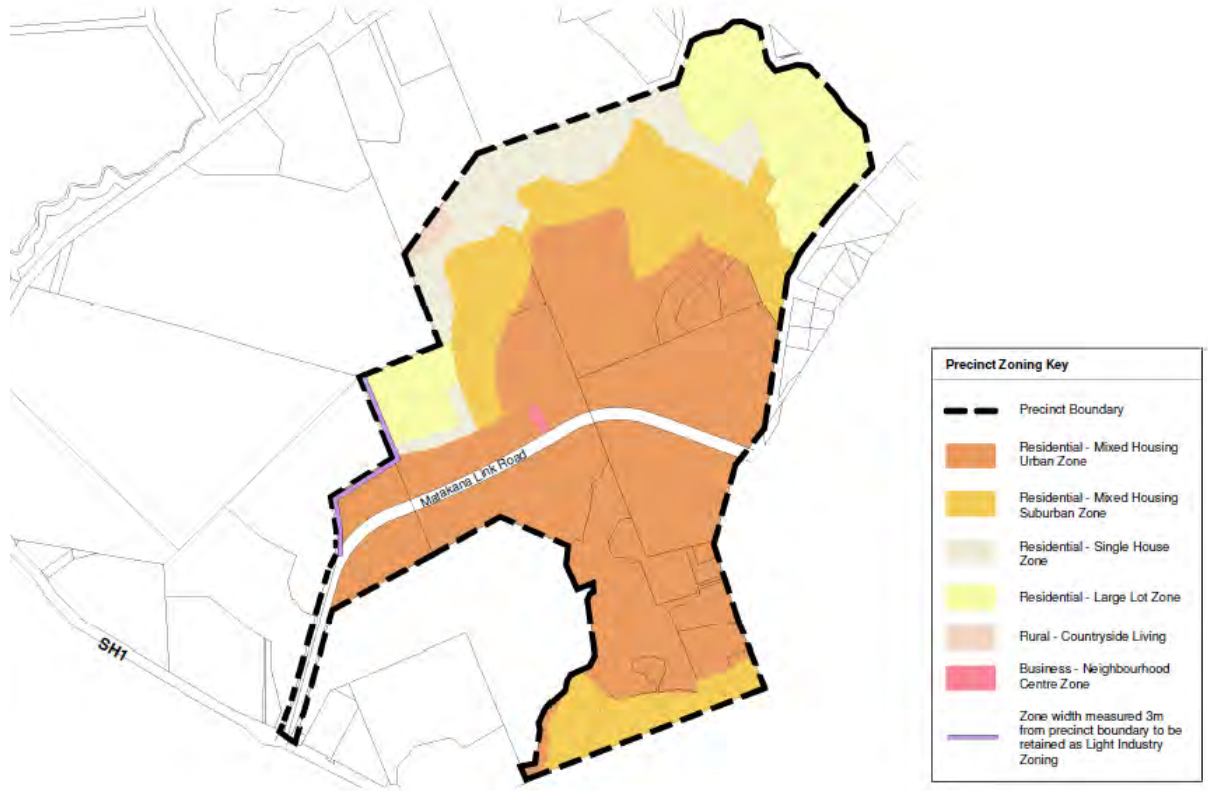 Matakana Link Road
SH1
Precinct Zoning Key
Precinct Boundary
Residential - Mixed Housing
Urban Zone
Residential - Mixed Housing
Suburban Zone
Residential - Single House
Zone
Residential - Large Lot Zone
Rural - Countryside Living
Business - Neighbourhood
Centre Zone
Zone width measured 3m
from precinct boundary to be
retained as Light Industry
Zoning